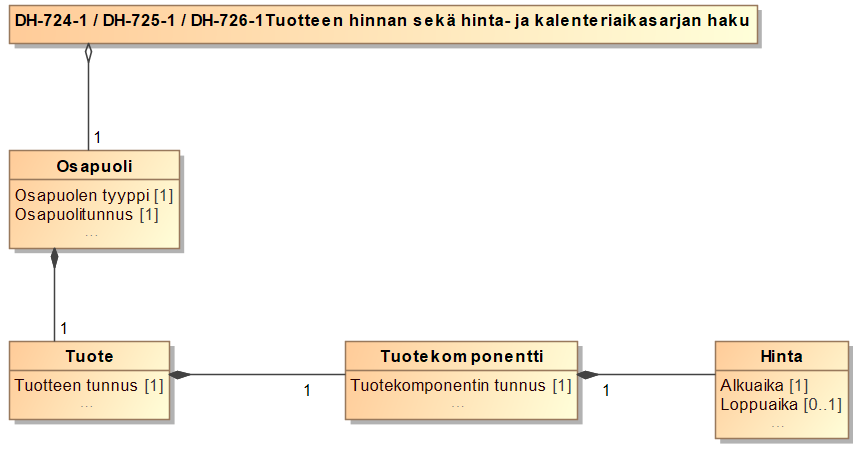 DH-724-1 / DH-725-1 / DH-726-1Tuotteen hinnan sekä hinta- ja kalenteriaikasarjan haku
1
Osapuoli
Osapuolen tyyppi [1]
Osapuolitunnus [1]
...
1
Tuote
Tuotteen tunnus [1]
...
1
Tuotekomponentti
Tuotekomponentin tunnus [1]
...
1
Hinta
Alkuaika [1]
Loppuaika [0..1]
...